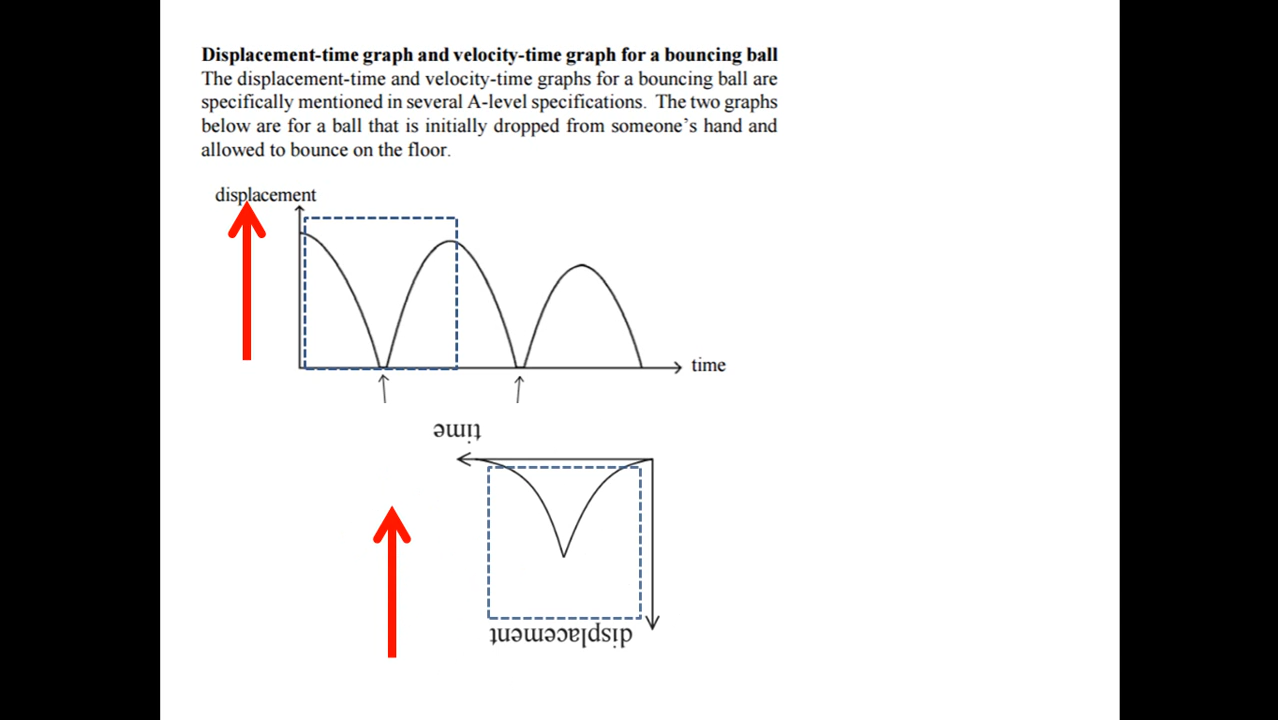 Displacement-time graph and velocity-time graph for a bouncing ball
The displacement-time and velocity-time graphs for a bouncing ball are
specifically mentioned in several A-level specifications. The two graphs
below are for a ball that is initially dropped from someone's hand and
allowed to bounce on the floor.
displacement
time
time
displacement